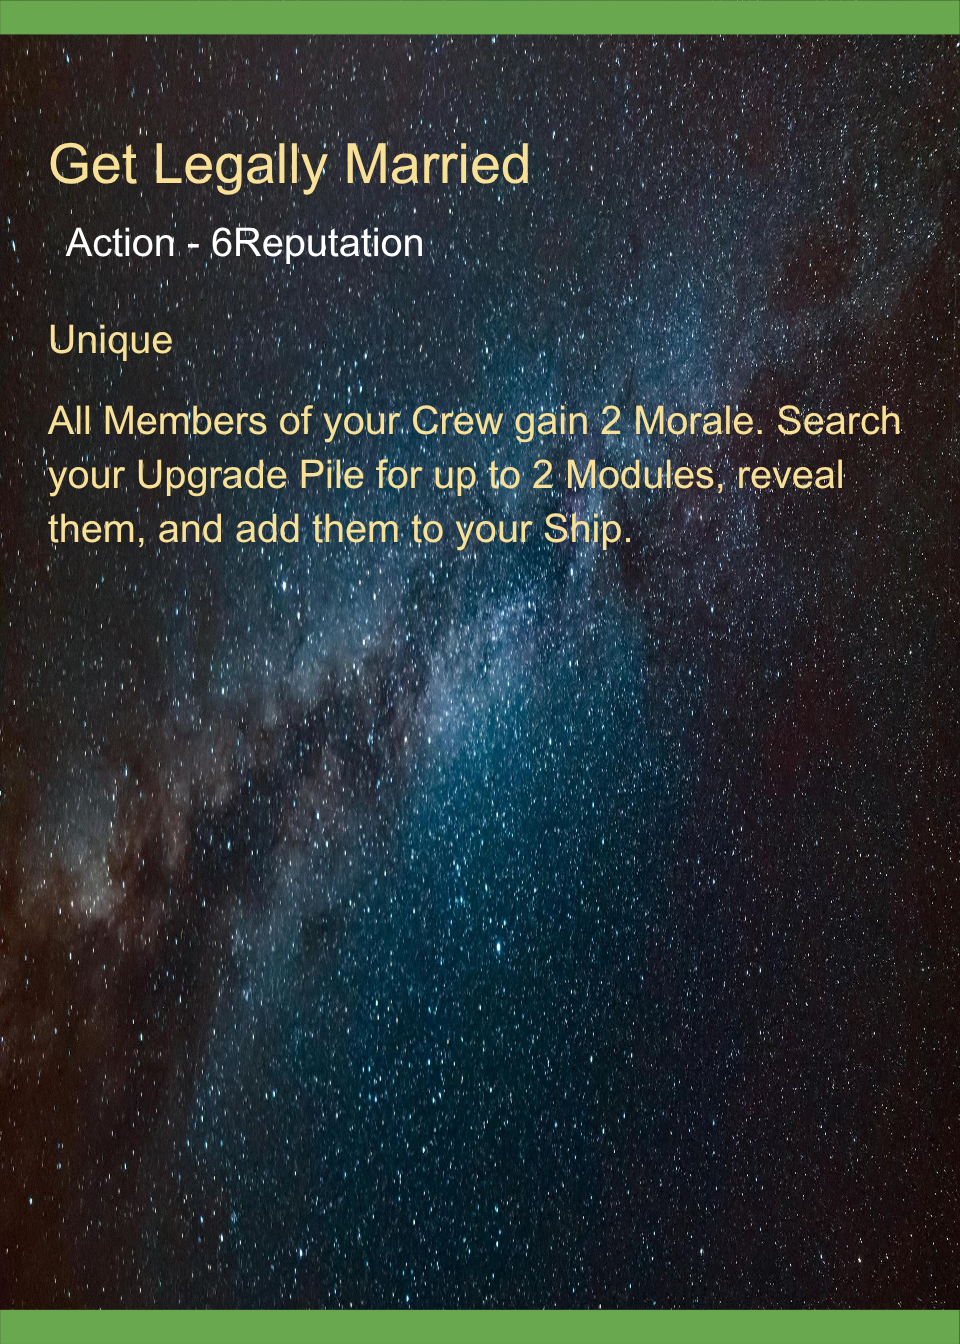 Get Legally Married
Action - 6Reputation
Unique
All Members of your Crew gain 2 Morale. Search
your Upgrade Pile for up to 2 Modules, reveal
them, and add them to your Ship.